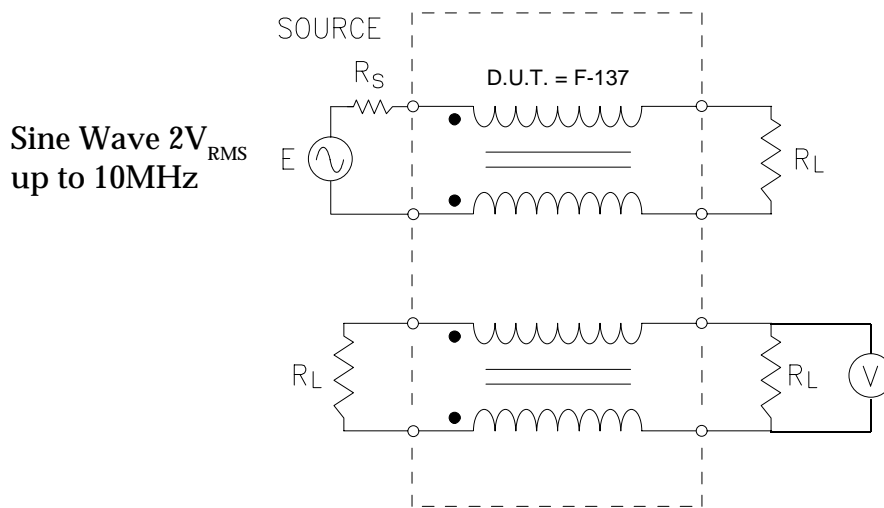 SOURCE
R_S
D.U.T. = F-137
Sine Wave 2V_RMS
up to 10MHz
E
R_L
R_L
R_L
V